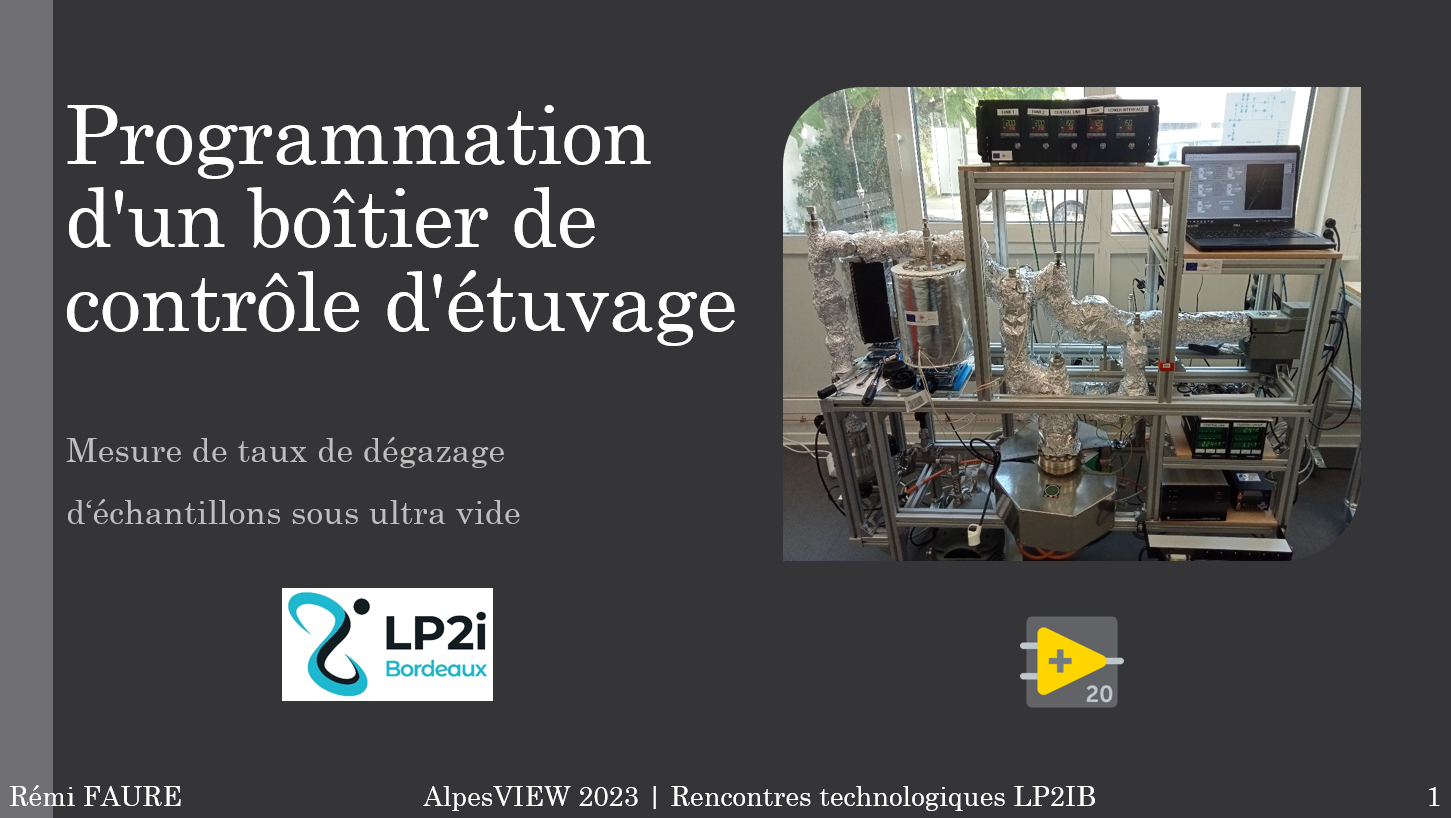 Programmation
d'un boîtier de
contrôle d'étuvage
Mesure de taux de dégazage
d‘échantillons sous ultra vide
LP2i
Bordeaux
20
Rémi FAURE
AlpesVIEW 2023 | Rencontres technologiques LP2IB
1